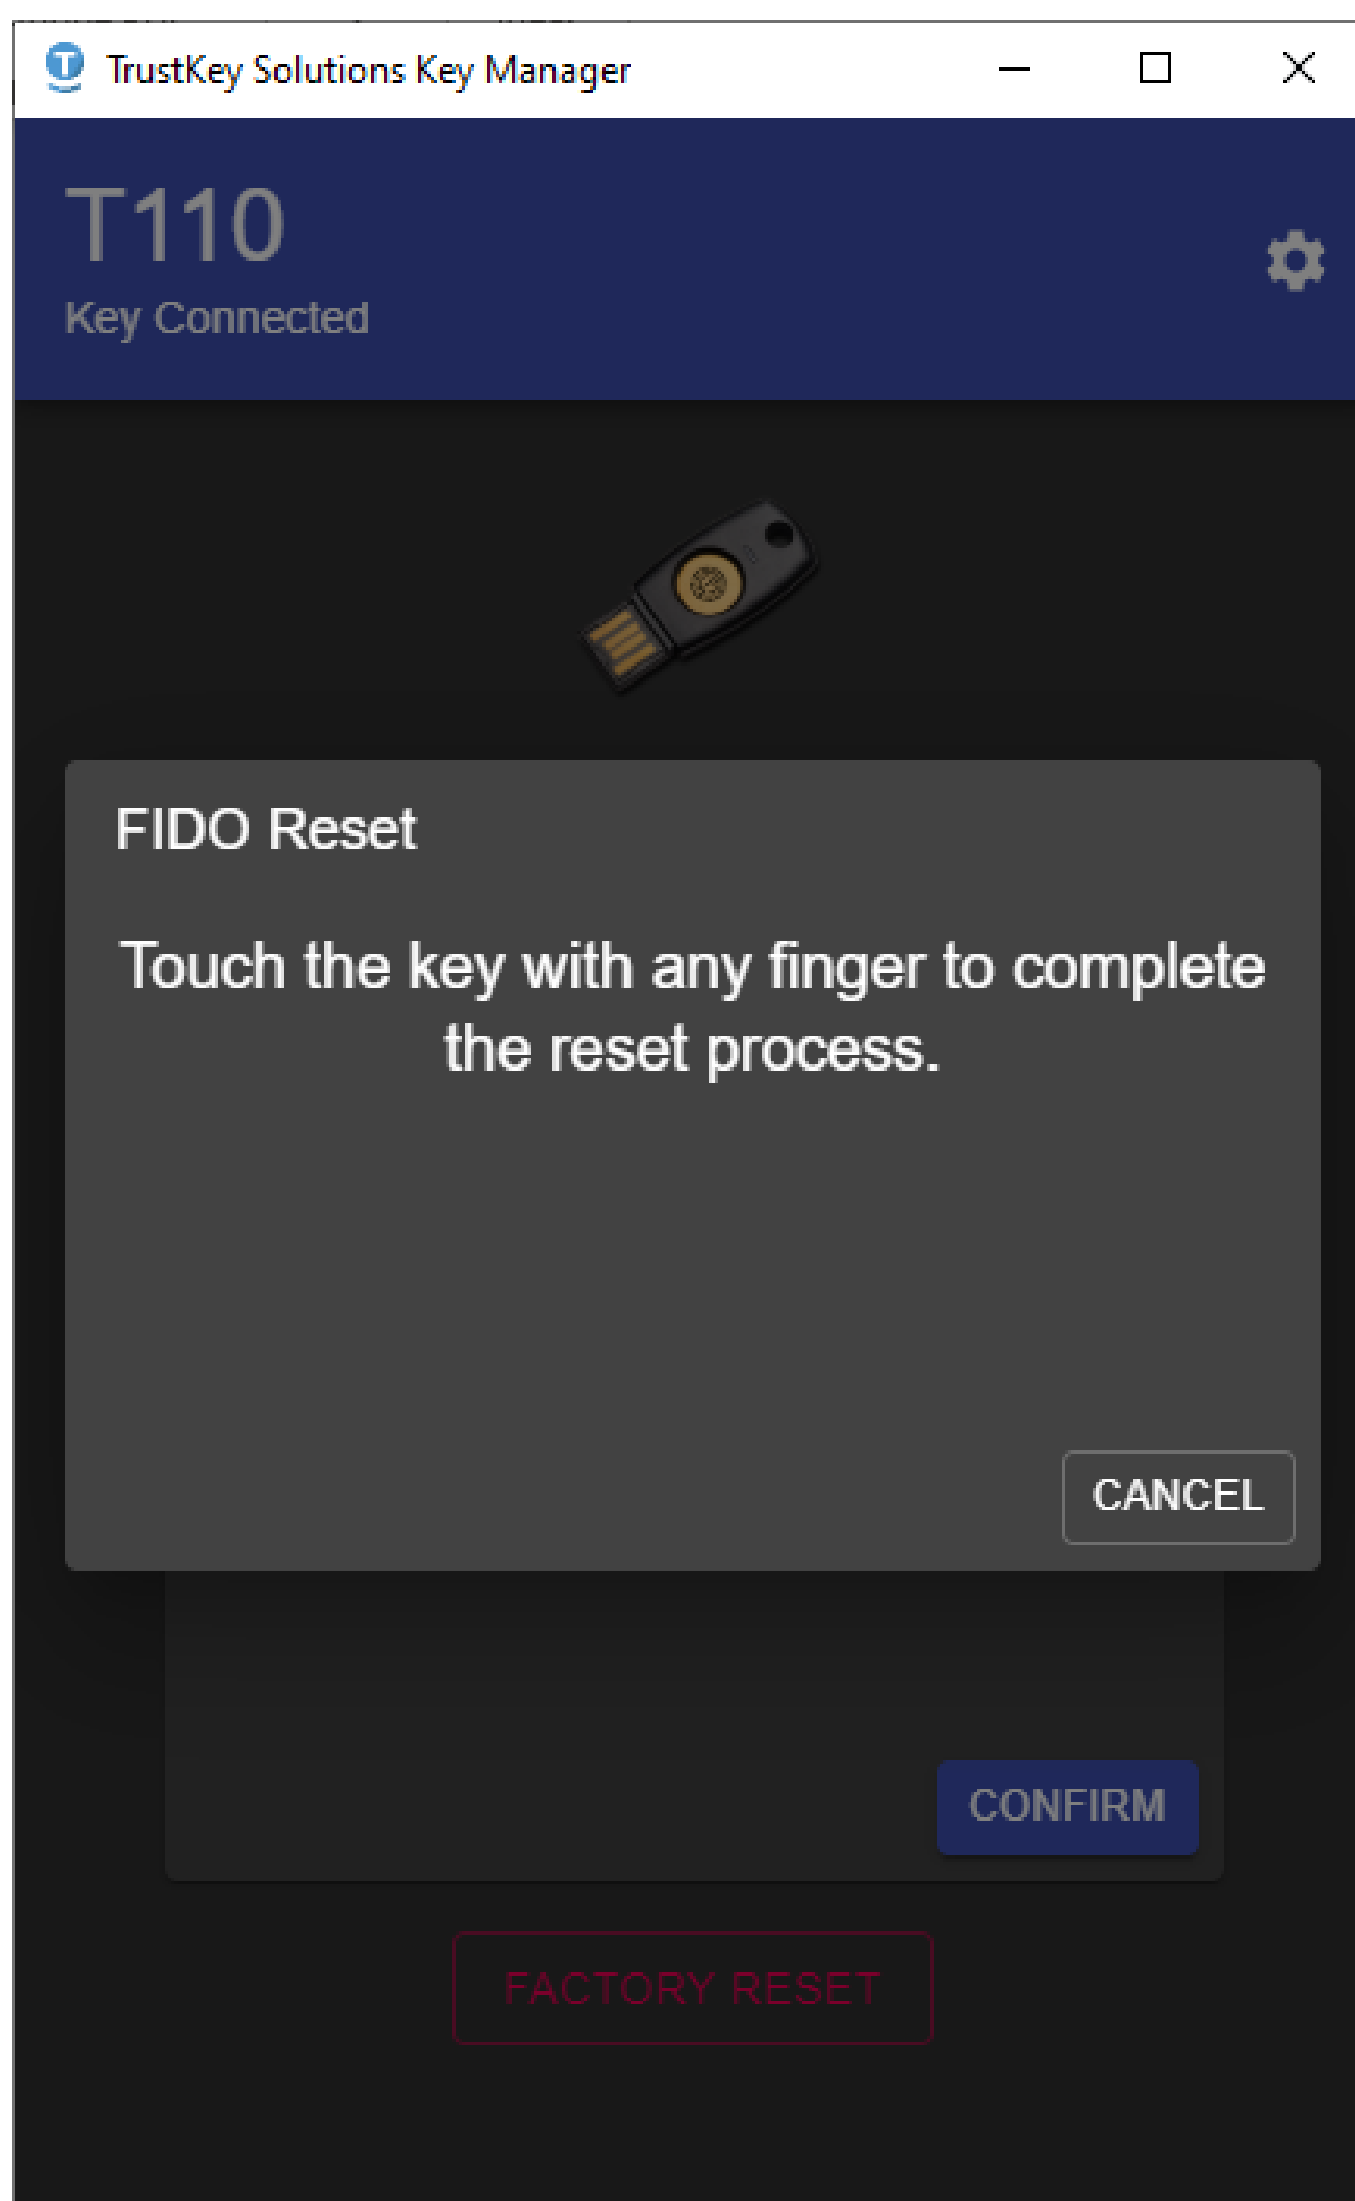 TrustKey Solutions Key Manager
T110
Key Connected
FIDO Reset
Touch the key with any finger to complete
the reset process.
CANCEL
CONFIRM
FACTORY RESET